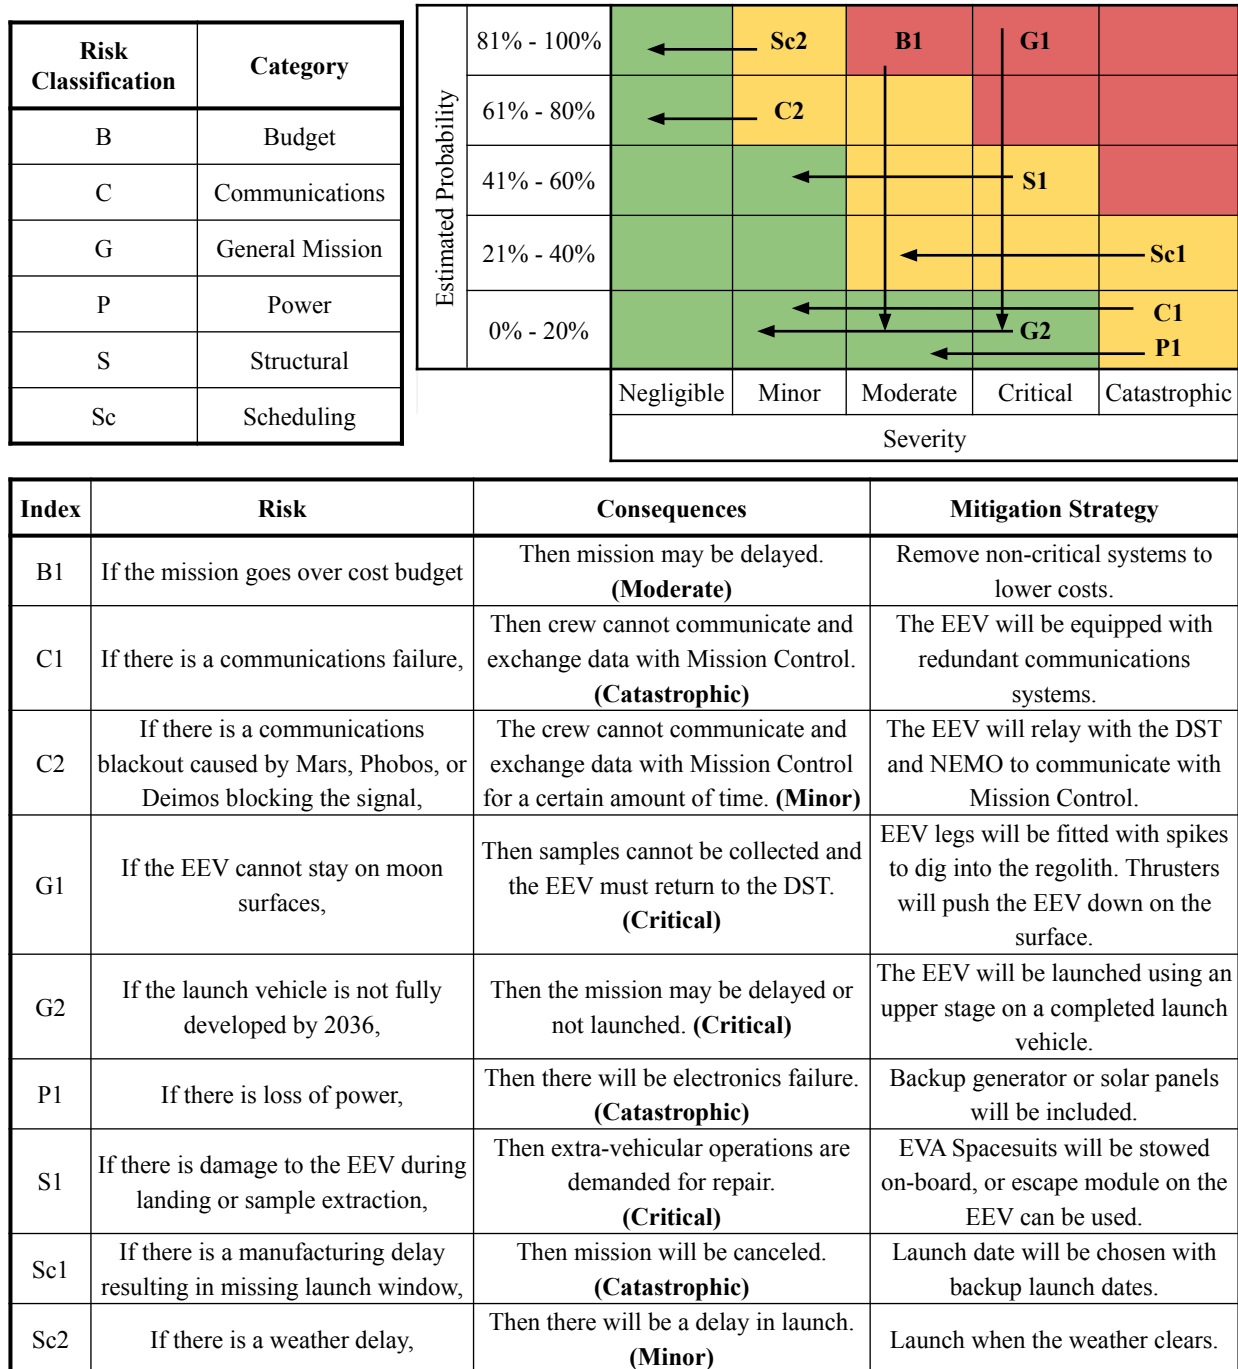 Risk
Classification
Category
B
Budget
C
Communications
G
General Mission
P
Power
S
Structural
Sc
Scheduling
Estimated Probability
81% - 100%
Sc2
B1
G1
61% - 80%
C2
41% - 60%
S1
21% - 40%
Sc1
0% - 20%
C1
G2
P1
Negligible
Minor
Moderate
Critical
Catastrophic
Severity
Index
Risk
Consequences
Mitigation Strategy
B1
If the mission goes over cost budget
Then mission may be delayed.
(Moderate)
Remove non-critical systems to
lower costs.
C1
If there is a communications failure,
Then crew cannot communicate and
exchange data with Mission Control.
(Catastrophic)
The EEV will be equipped with
redundant communications
systems.
C2
If there is a communications
blackout caused by Mars, Phobos, or
Deimos blocking the signal,
The crew cannot communicate and
exchange data with Mission Control
for a certain amount of time. (Minor)
The EEV will relay with the DST
and NEMO to communicate with
Mission Control.
G1
If the EEV cannot stay on moon
surfaces,
Then samples cannot be collected and
the EEV must return to the DST.
(Critical)
EEV legs will be fitted with spikes
to dig into the regolith. Thrusters
will push the EEV down on the
surface.
G2
If the launch vehicle is not fully
developed by 2036,
Then the mission may be delayed or
not launched. (Critical)
The EEV will be launched using an
upper stage on a completed launch
vehicle.
P1
If there is loss of power,
Then there will be electronics failure.
(Catastrophic)
Backup generator or solar panels
will be included.
S1
If there is damage to the EEV during
landing or sample extraction,
Then extra-vehicular operations are
demanded for repair.
(Critical)
EVA Spacesuits will be stowed
on-board, or escape module on the
EEV can be used.
Sc1
If there is a manufacturing delay
resulting in missing launch window,
Then mission will be canceled.
(Catastrophic)
Launch date will be chosen with
backup launch dates.
Sc2
If there is a weather delay,
Then there will be a delay in launch.
(Minor)
Launch when the weather clears.